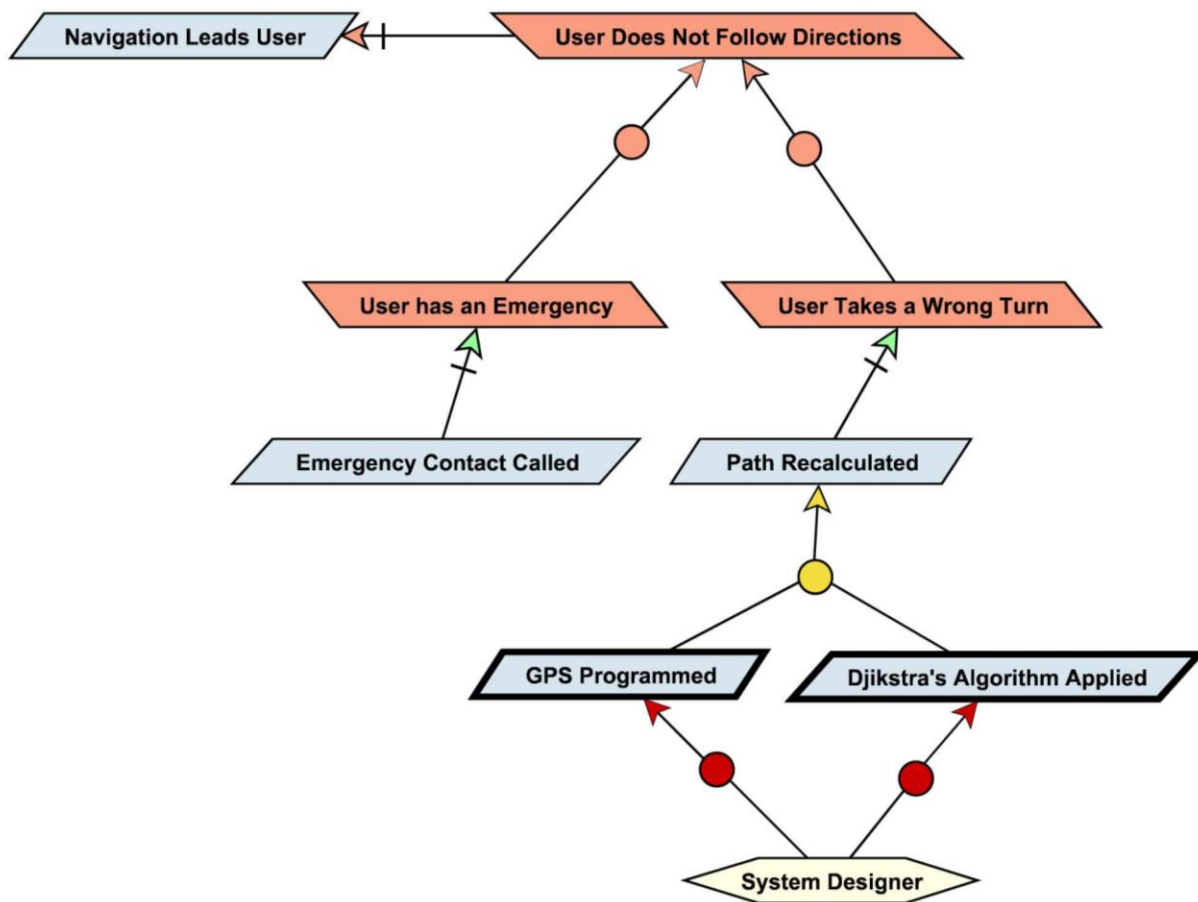 Navigation Leads User
User Does Not Follow Directions
User has an Emergency
User Takes a Wrong Turn
Emergency Contact Called
Path Recalculated
GPS Programmed
Djikstra's Algorithm Applied
System Designer